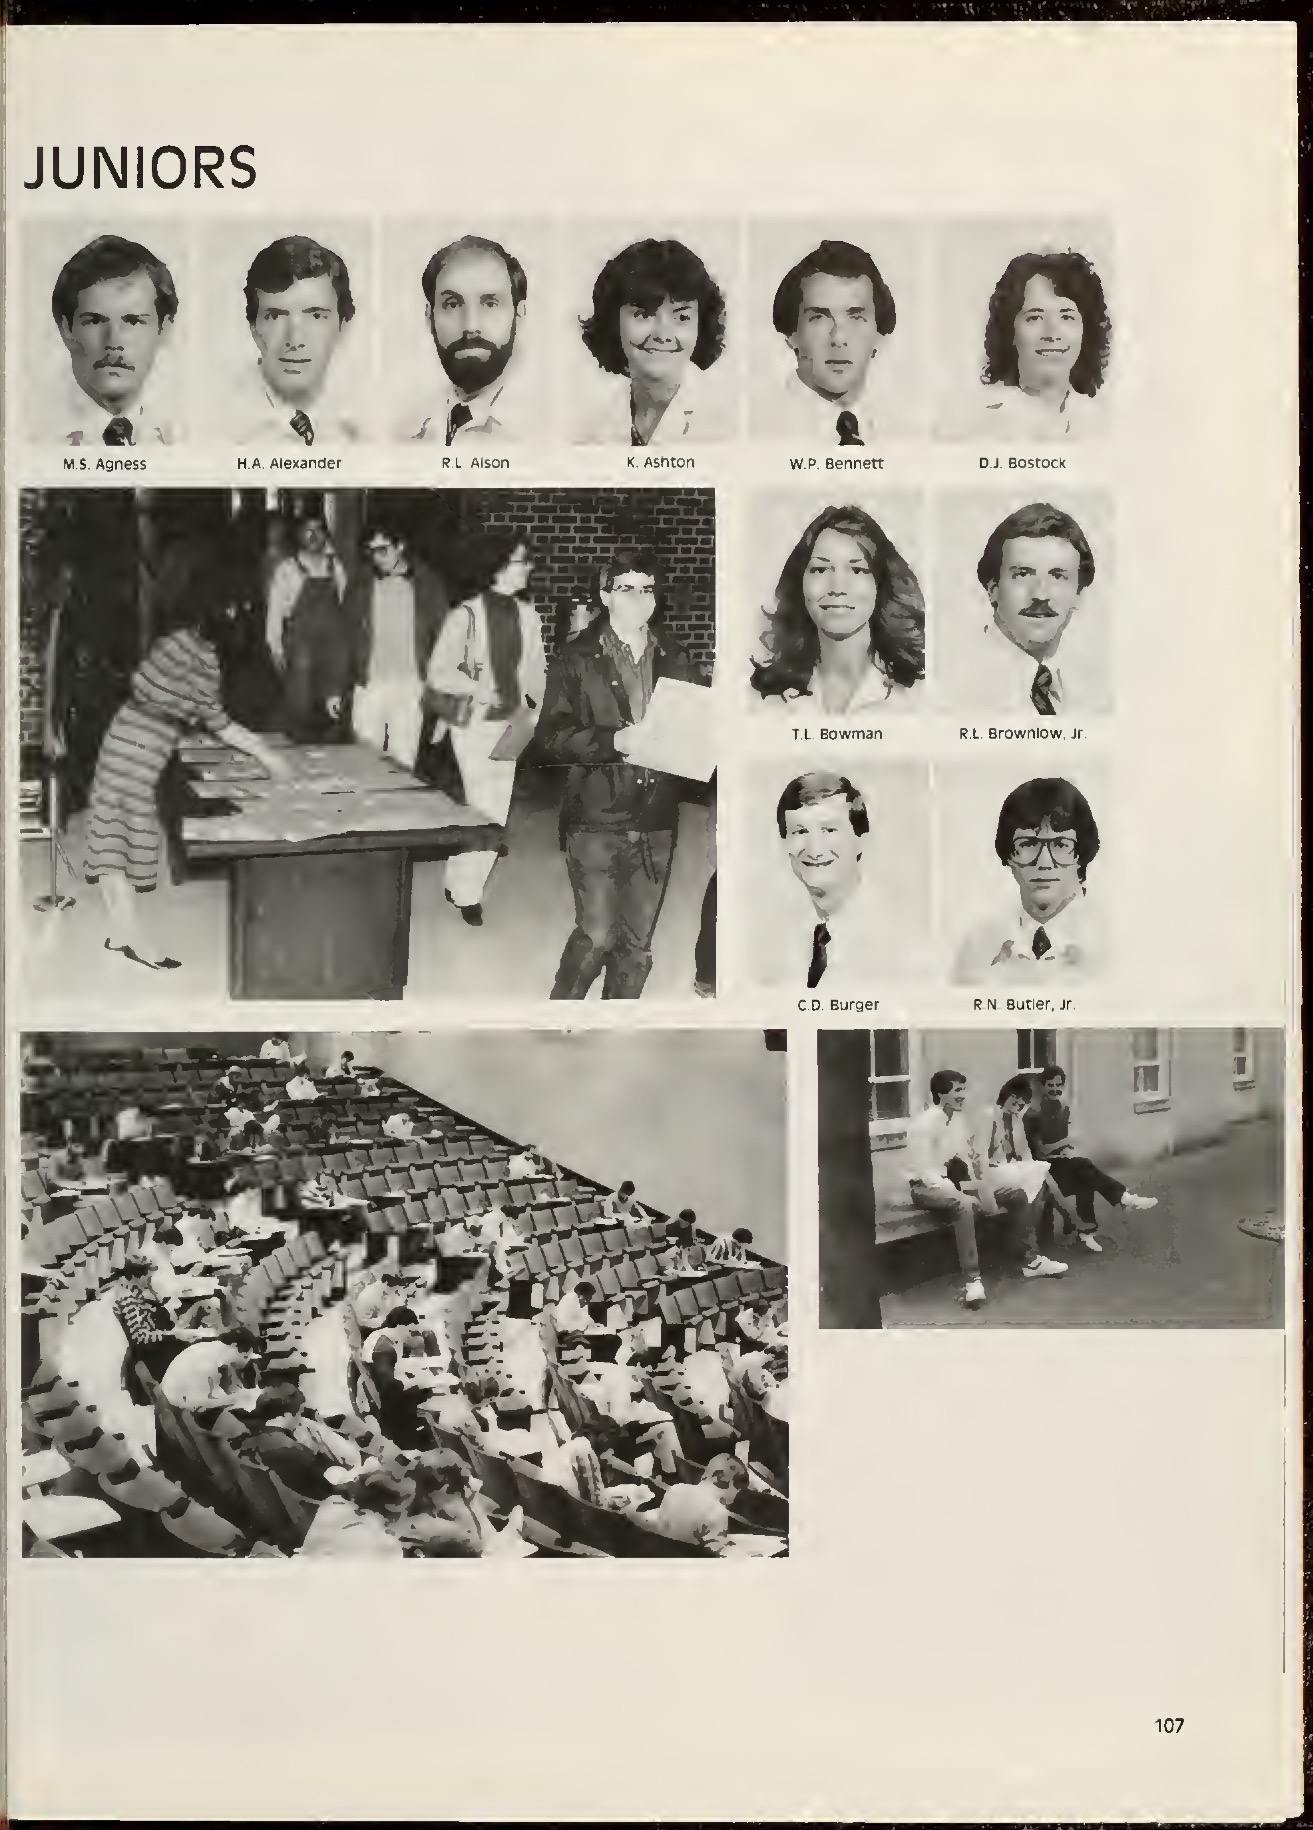 JUNIORS
M.S. Agness
H.A. Alexander
R.L. Alson
K. Ashton
W.P. Bennett
D.J. Bostock
T.L. Bowman
R.L. Brownlow, Jr.
C.D. Burger
R.N. Butler, Jr.
107